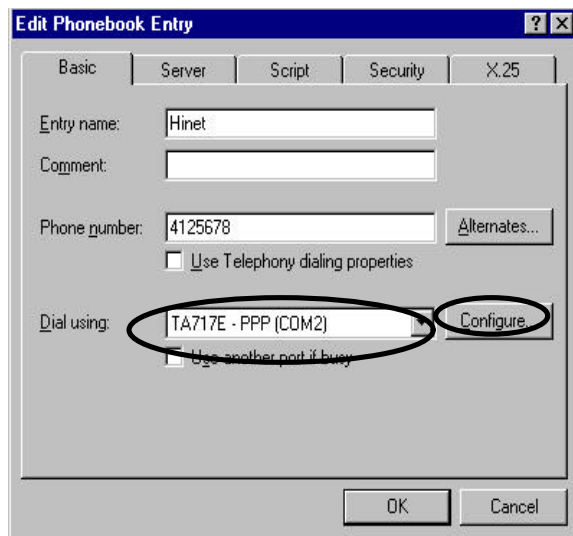 Edit Phonebook Entry
Basic Server Script Security X.25
Entry name: Hinet
Comment:
Phone number: 4125678 Alternates...
Use Telephony dialing properties
Dial using: TA717E - PPP (COM2) Configure...
Use another port if busy
OK Cancel